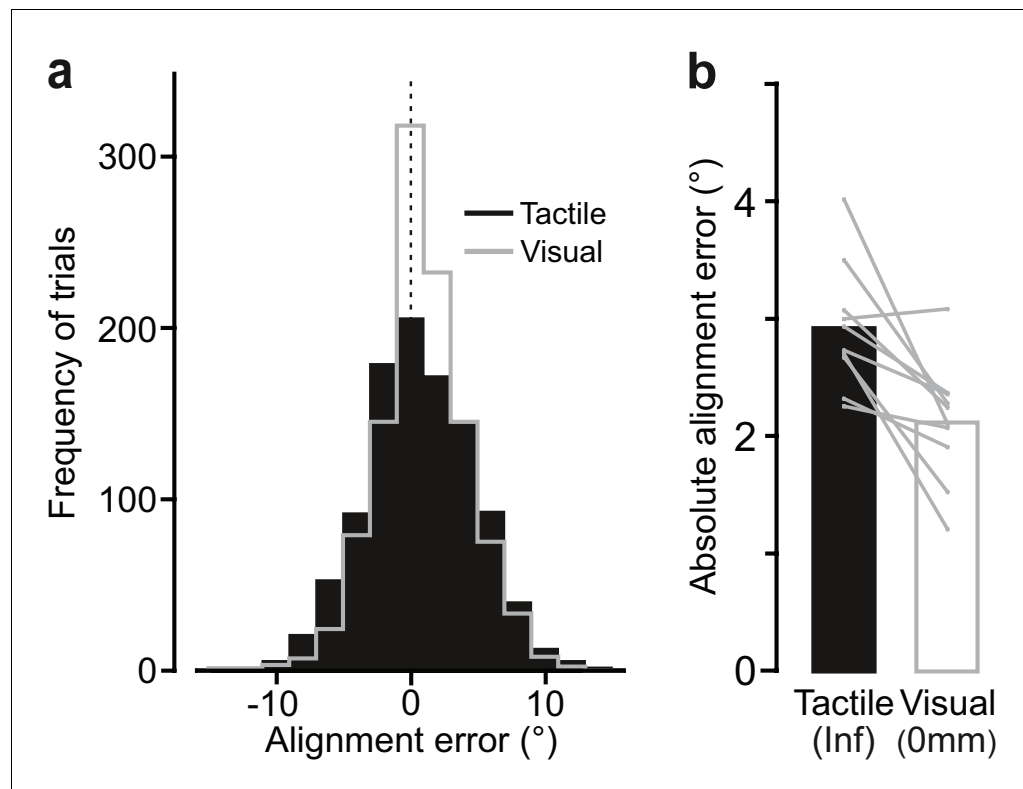 a
Frequency of trials
300
200
100
0
-10
0
10
Alignment error (°)
Tactile
Visual
b
Absolute alignment error (°)
4
2
0
Tactile
(Inf)
Visual
(0mm)